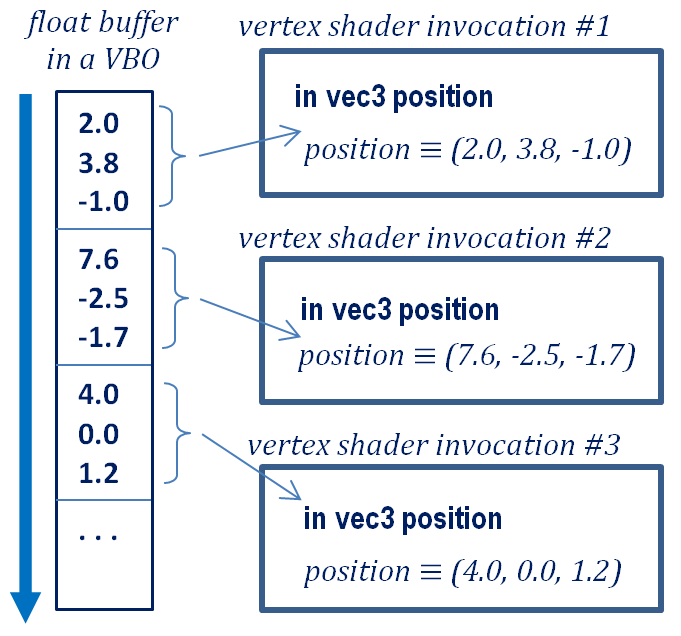 float buffer
in a VBO
2.0
3.8
-1.0
7.6
-2.5
-1.7
4.0
0.0
1.2
. . .
vertex shader invocation #1
in vec3 position
position ≡ (2.0, 3.8, -1.0)
vertex shader invocation #2
in vec3 position
position ≡ (7.6, -2.5, -1.7)
vertex shader invocation #3
in vec3 position
position ≡ (4.0, 0.0, 1.2)